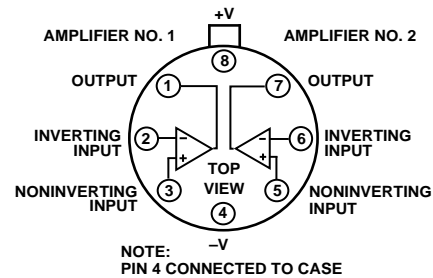 +V
AMPLIFIER NO. 1
AMPLIFIER NO. 2
8
OUTPUT
1
7
OUTPUT
INVERTING
INPUT
2
–
+
–
+
6
INVERTING
INPUT
TOP
VIEW
NONINVERTING
INPUT
3
5
NONINVERTING
INPUT
4
–V
NOTE:
PIN 4 CONNECTED TO CASE